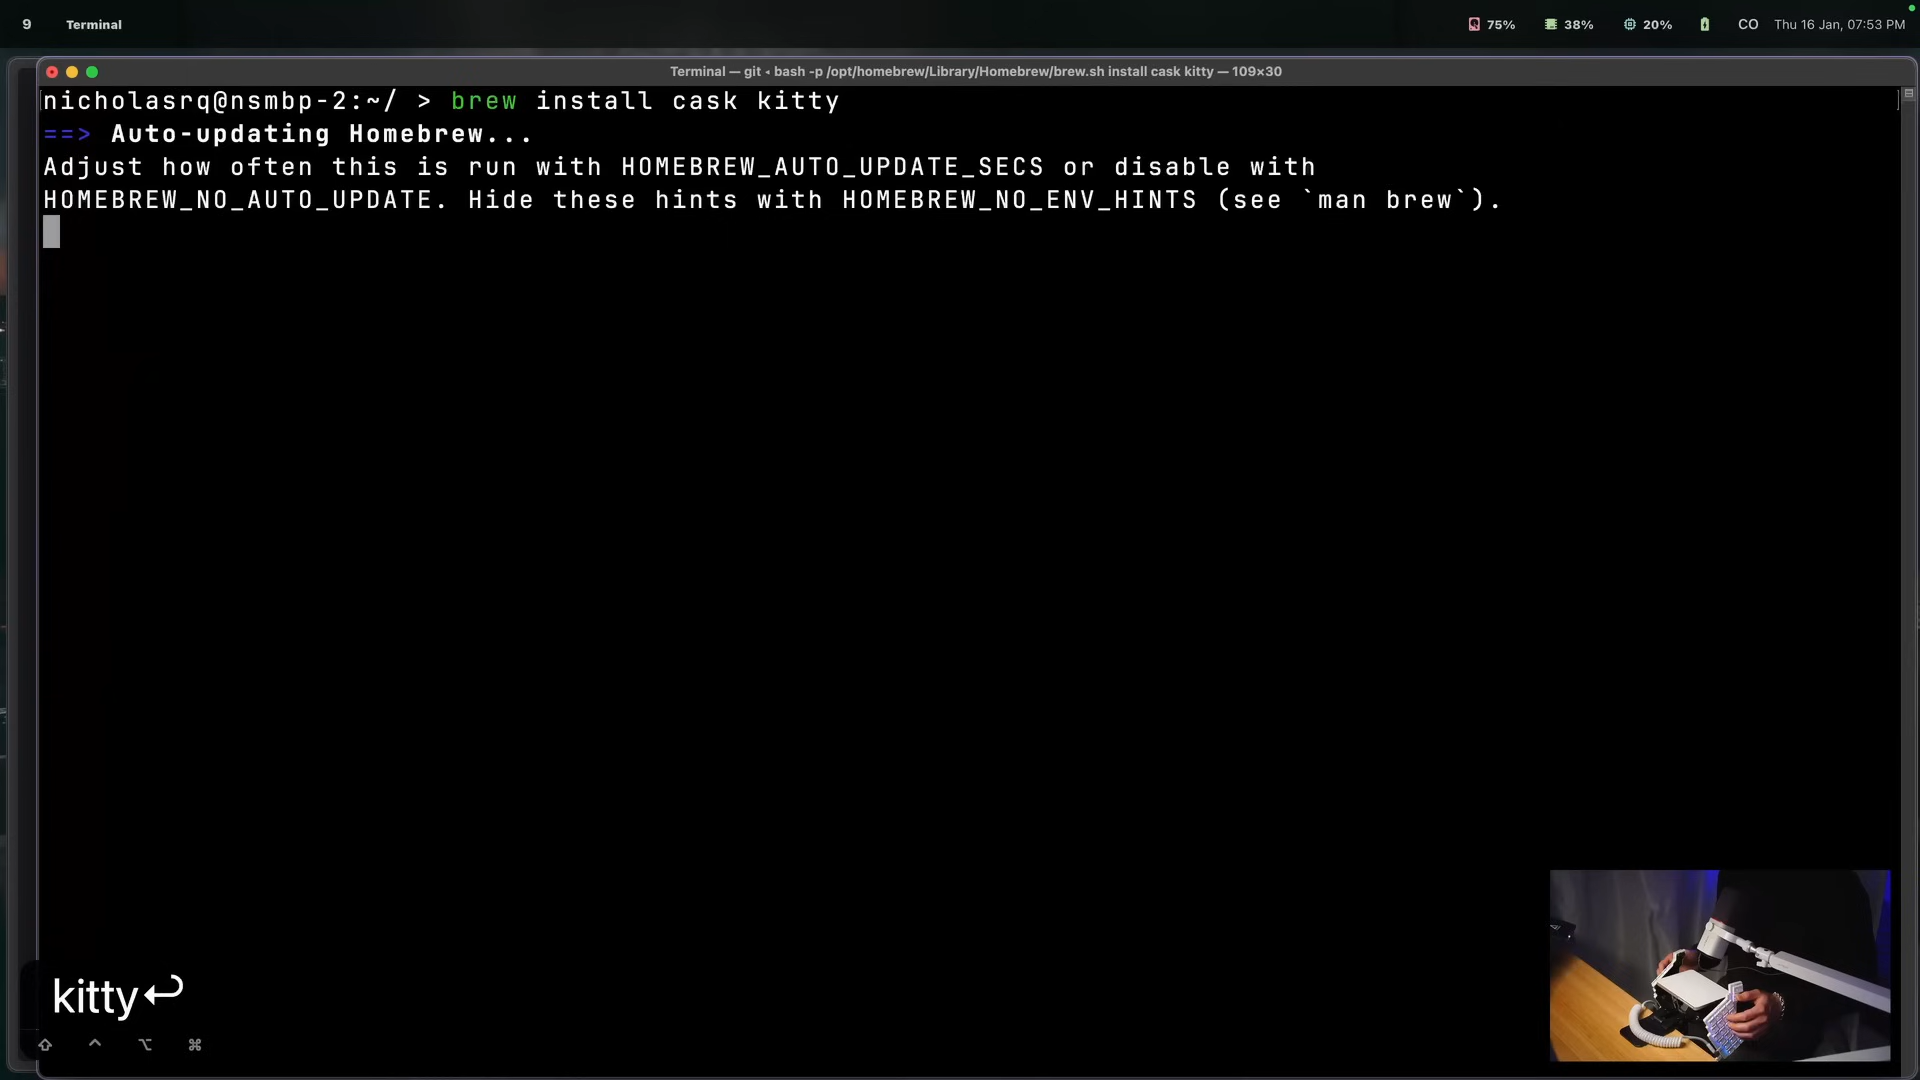 9 Terminal 75% 38% 20% CO Thu 16 Jan, 07:53 PM
Terminal — git ◂ bash -p /opt/homebrew/Library/Homebrew/brew.sh install cask kitty — 109×30
nicholasrq@nsmbp-2:~/ > brew install cask kitty
==> Auto-updating Homebrew...
Adjust how often this is run with HOMEBREW_AUTO_UPDATE_SECS or disable with
HOMEBREW_NO_AUTO_UPDATE. Hide these hints with HOMEBREW_NO_ENV_HINTS (see `man brew`).
kitty↩
⇧ ^ ⌥ ⌘